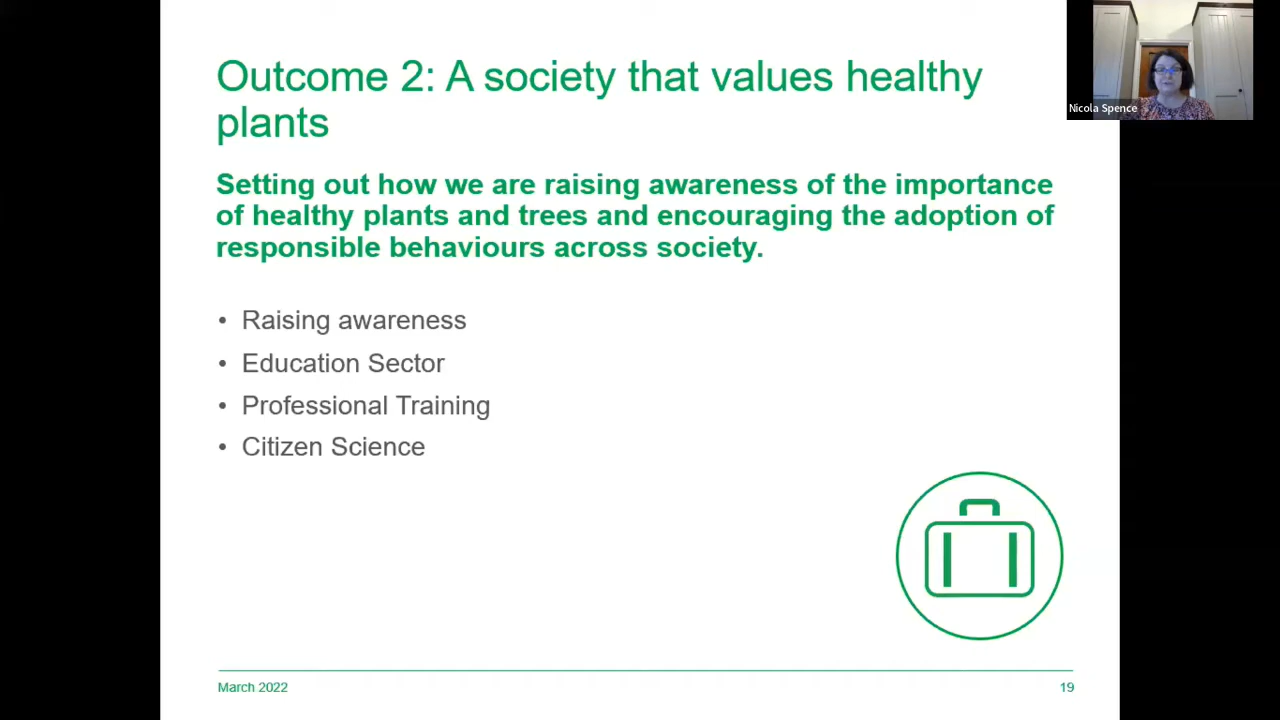 Outcome 2: A society that values healthy
plants
Nicola Spence
Setting out how we are raising awareness of the importance
of healthy plants and trees and encouraging the adoption of
responsible behaviours across society.
• Raising awareness
• Education Sector
• Professional Training
• Citizen Science
March 2022
19